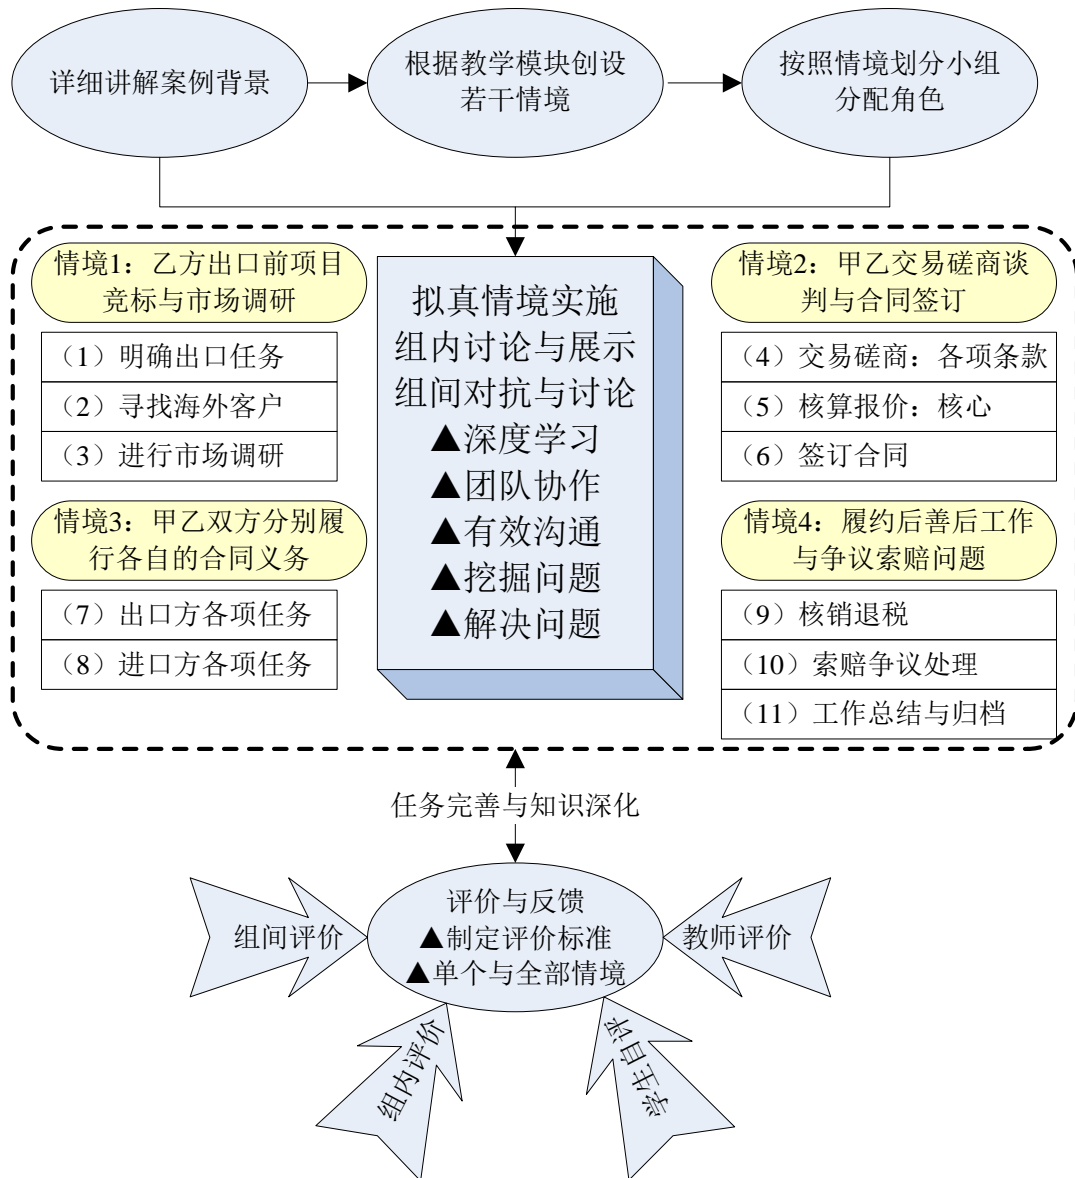 详细讲解案例背景
根据教学模块创设
若干情境
按照情境划分小组
分配角色
情境1：乙方出口前项目
竞标与市场调研
（1）明确出口任务
（2）寻找海外客户
（3）进行市场调研
情境3：甲乙双方分别履
行各自的合同义务
（7）出口方各项任务
（8）进口方各项任务
拟真情境实施
组内讨论与展示
组间对抗与讨论
▲深度学习
▲团队协作
▲有效沟通
▲挖掘问题
▲解决问题
情境2：甲乙交易磋商谈
判与合同签订
（4）交易磋商：各项条款
（5）核算报价：核心
（6）签订合同
情境4：履约后善后工作
与争议索赔问题
（9）核销退税
（10）索赔争议处理
（11）工作总结与归档
任务完善与知识深化
评价与反馈
▲制定评价标准
▲单个与全部情境
组间评价
教师评价
组内评价
学生自评